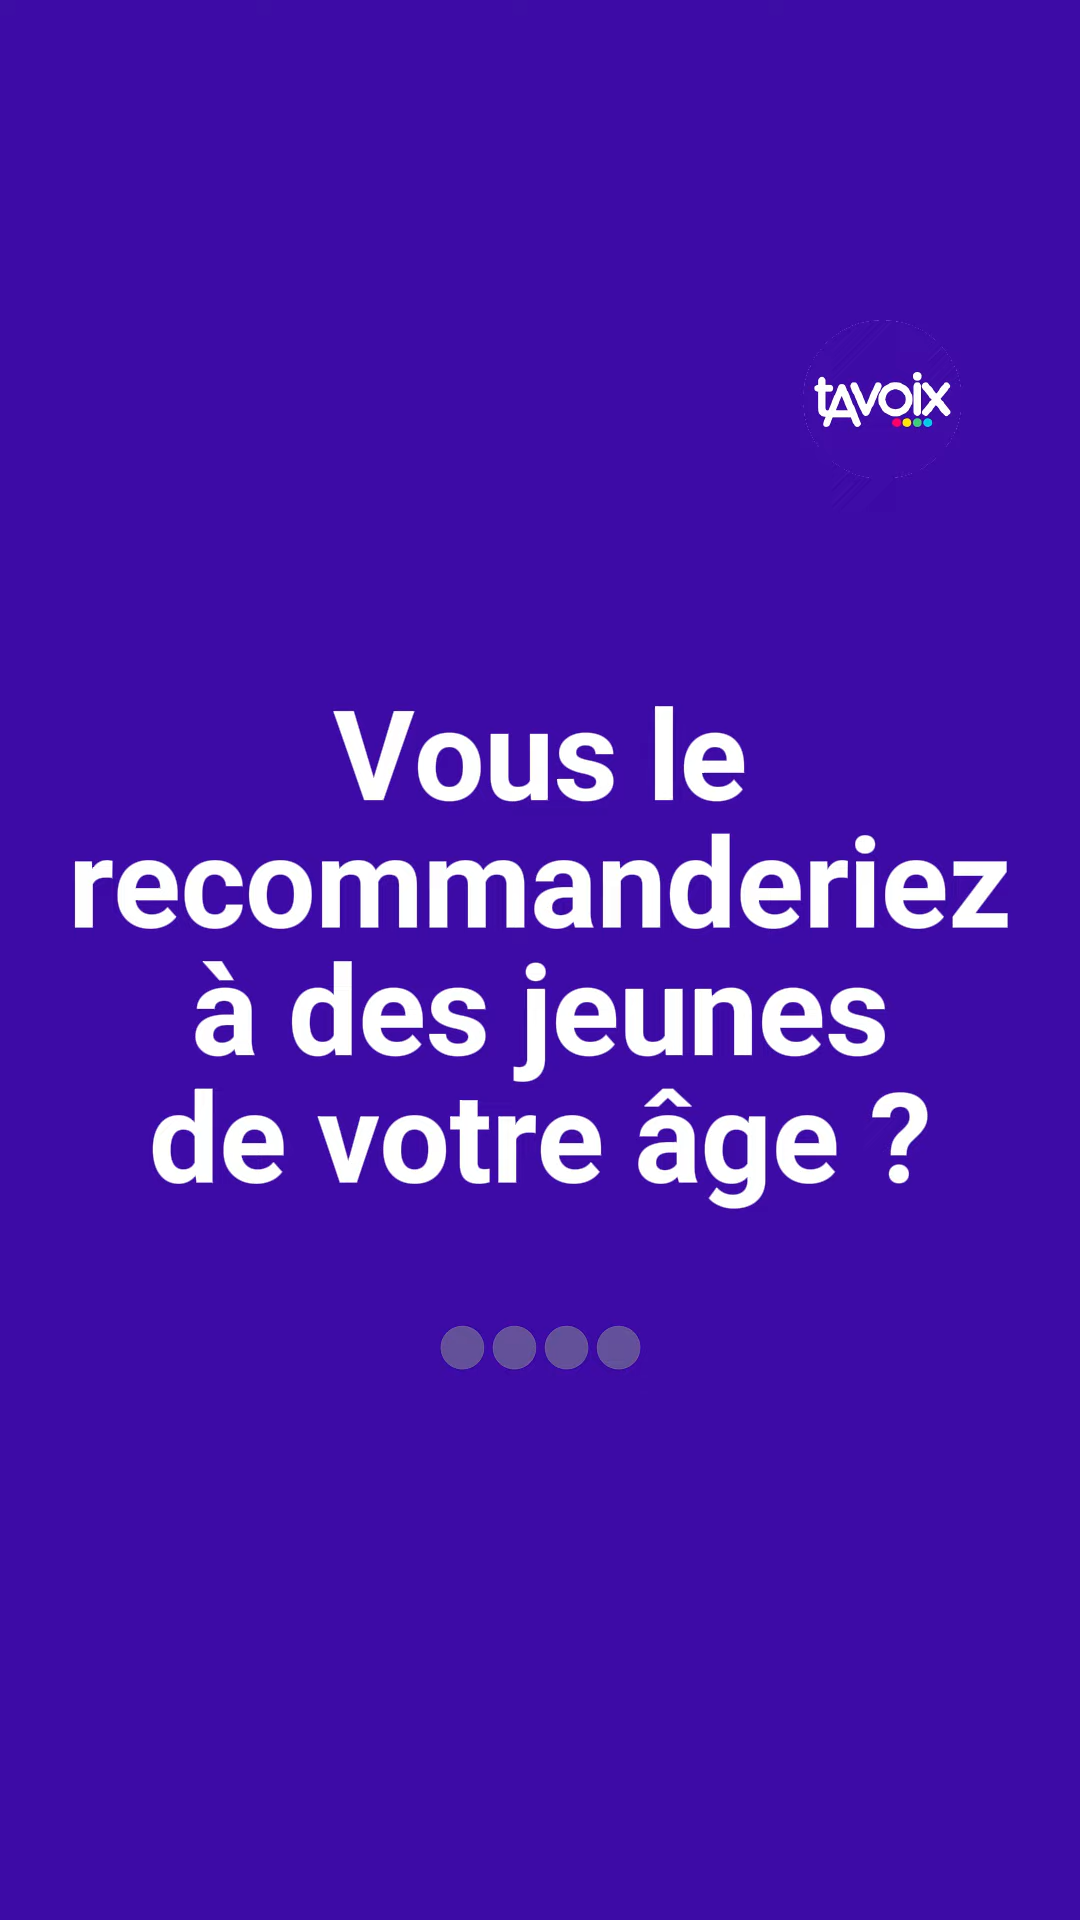 tAvoix
Vous le
recommanderiez
à des jeunes
de votre âge ?